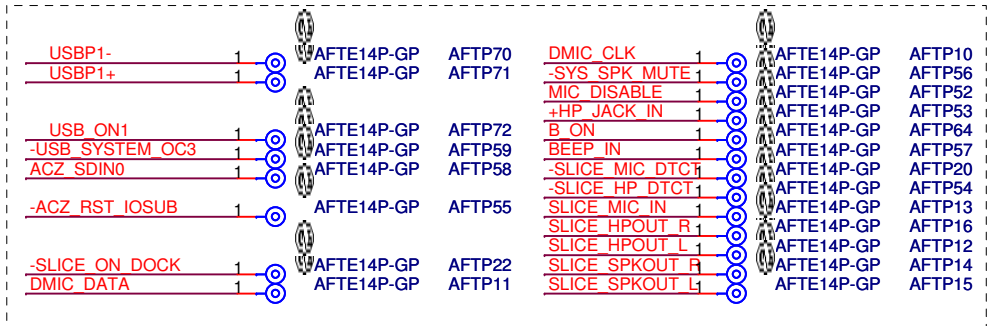 USBP1- 1 AFTE14P-GP AFTP70
USBP1+ 1 AFTE14P-GP AFTP71
USB_ON1 1 AFTE14P-GP AFTP72
-USB_SYSTEM_OC3 1 AFTE14P-GP AFTP59
ACZ_SDIN0 1 AFTE14P-GP AFTP58
-ACZ_RST_IOSUB 1 AFTE14P-GP AFTP55
-SLICE_ON_DOCK 1 AFTE14P-GP AFTP22
DMIC_DATA 1 AFTE14P-GP AFTP11
DMIC_CLK 1 AFTE14P-GP AFTP10
-SYS_SPK_MUTE 1 AFTE14P-GP AFTP56
MIC_DISABLE 1 AFTE14P-GP AFTP52
+HP_JACK_IN 1 AFTE14P-GP AFTP53
B_ON 1 AFTE14P-GP AFTP64
BEEP_IN 1 AFTE14P-GP AFTP57
-SLICE_MIC_DTCT 1 AFTE14P-GP AFTP20
-SLICE_HP_DTCT 1 AFTE14P-GP AFTP54
SLICE_MIC_IN 1 AFTE14P-GP AFTP13
SLICE_HPOUT_R 1 AFTE14P-GP AFTP16
SLICE_HPOUT_L 1 AFTE14P-GP AFTP12
SLICE_SPKOUT_R 1 AFTE14P-GP AFTP14
SLICE_SPKOUT_L 1 AFTE14P-GP AFTP15